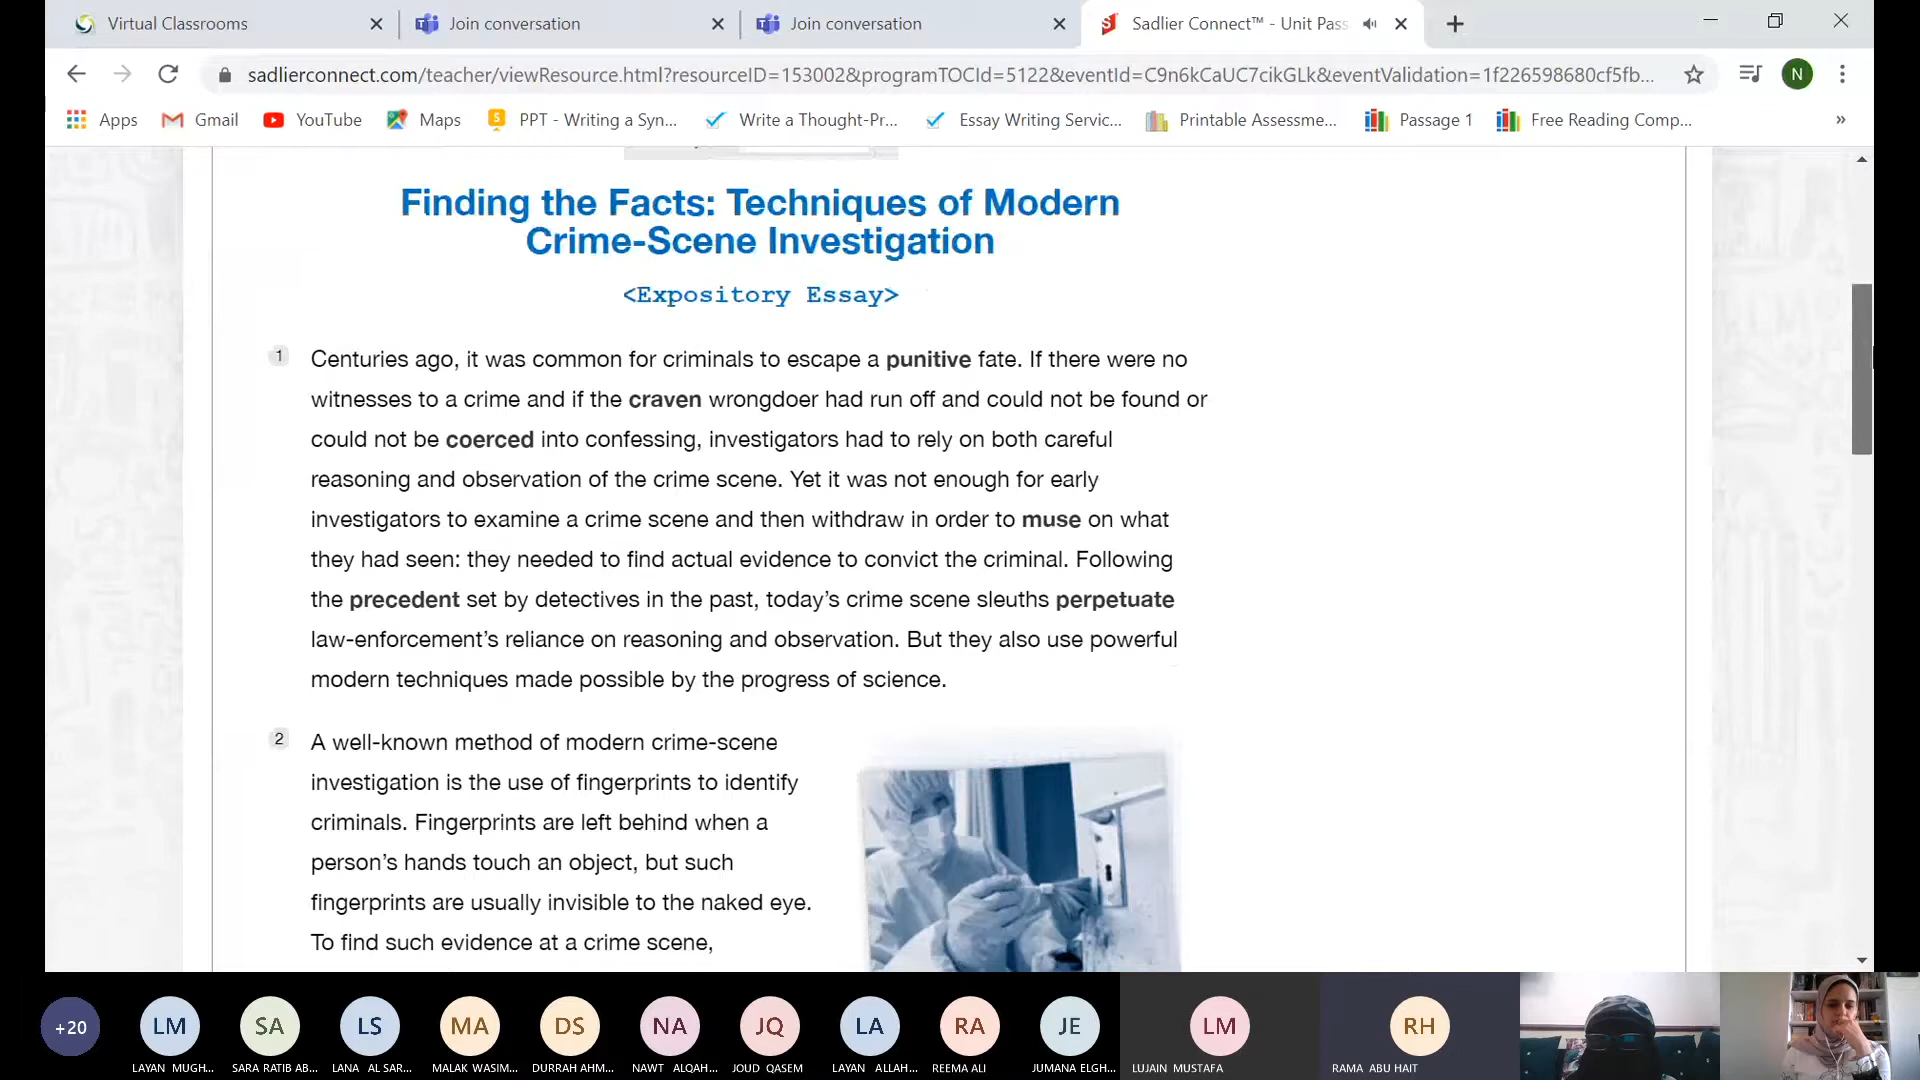 Virtual Classrooms
Join conversation
Join conversation
Sadlier Connect™ - Unit Pass
sadlierconnect.com/teacher/viewResource.html?resourceID=153002&programTOCId=5122&eventId=C9n6kCaUC7cikGLk&eventValidation=1f226598680cf5fb...
N
Apps
Gmail
YouTube
Maps
PPT - Writing a Syn...
Write a Thought-Pr...
Essay Writing Servic...
Printable Assessme...
Passage 1
Free Reading Comp...
»
Finding the Facts: Techniques of Modern
Crime-Scene Investigation
<Expository Essay>
1
Centuries ago, it was common for criminals to escape a punitive fate. If there were no
witnesses to a crime and if the craven wrongdoer had run off and could not be found or
could not be coerced into confessing, investigators had to rely on both careful
reasoning and observation of the crime scene. Yet it was not enough for early
investigators to examine a crime scene and then withdraw in order to muse on what
they had seen: they needed to find actual evidence to convict the criminal. Following
the precedent set by detectives in the past, today's crime scene sleuths perpetuate
law-enforcement's reliance on reasoning and observation. But they also use powerful
modern techniques made possible by the progress of science.
2
A well-known method of modern crime-scene
investigation is the use of fingerprints to identify
criminals. Fingerprints are left behind when a
person's hands touch an object, but such
fingerprints are usually invisible to the naked eye.
To find such evidence at a crime scene,
+20
LM
SA
LS
MA
DS
NA
JQ
LA
RA
JE
LM
RH
LAYAN MUGH...
SARA RATIB AB...
LANA AL SAR...
MALAK WASIM...
DURRAH AHM...
NAWT ALQAH...
JOUD QASEM
LAYAN ALLAH...
REEMA ALI
JUMANA ELGH...
LUJAIN MUSTAFA
RAMA ABU HAIT